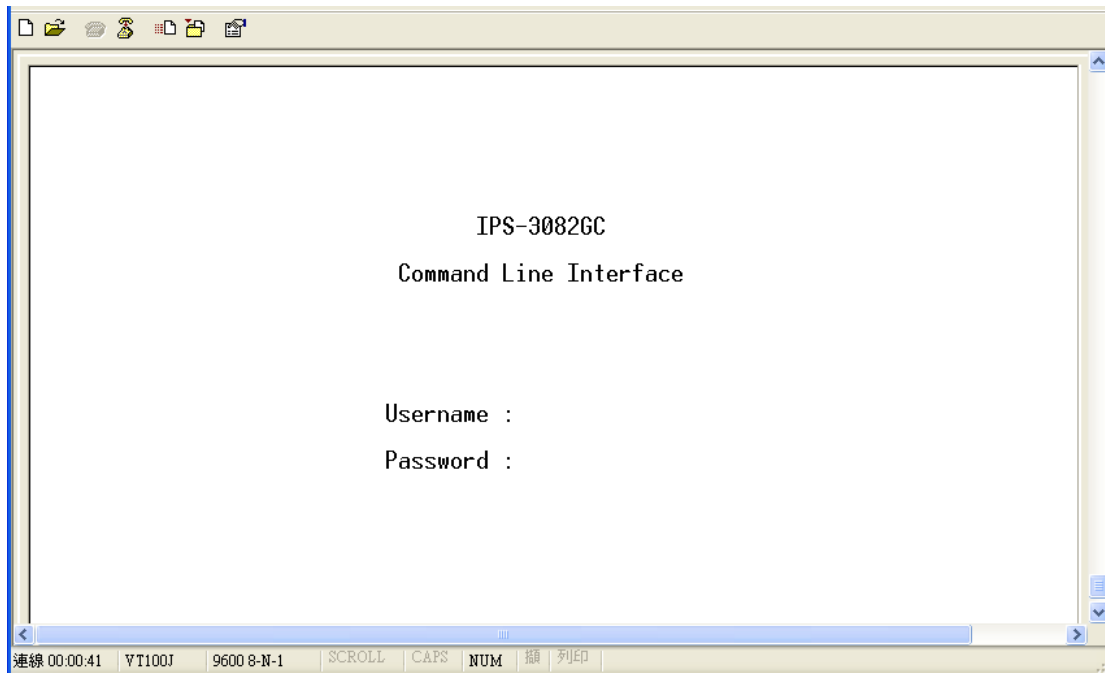 IPS-3082GC
Command Line Interface
Username :
Password :
連線 00:00:41 VT100J 9600 8-N-1 SCROLL CAPS NUM 擷 列印